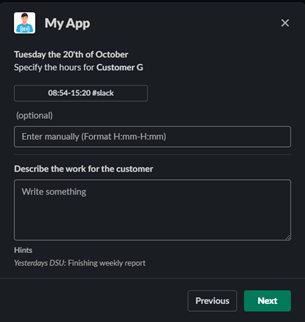 My App
Tuesday the 20'th of October
Specify the hours for Customer G
08:54-15:20 #slack
(optional)
Enter manually (Format H:mm-H:mm)
Describe the work for the customer
Write something
Hints
Yesterdays DSU: Finishing weekly report
Previous Next